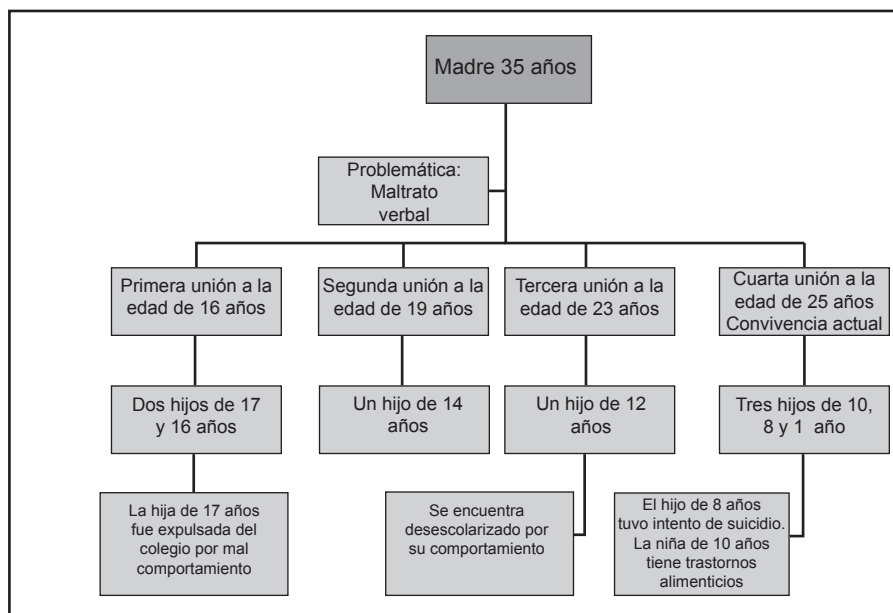 Madre 35 años
Problemática:
Maltrato
verbal
Primera unión a la
edad de 16 años
Segunda unión a la
edad de 19 años
Tercera unión a la
edad de 23 años
Cuarta unión a la
edad de 25 años
Convivencia actual
Dos hijos de 17
y 16 años
Un hijo de 14
años
Un hijo de 12
años
Tres hijos de 10,
8 y 1 año
La hija de 17 años
fue expulsada del
colegio por mal
comportamiento
Se encuentra
desescolarizado por
su comportamiento
El hijo de 8 años
tuvo intento de suicidio.
La niña de 10 años
tiene trastornos
alimenticios